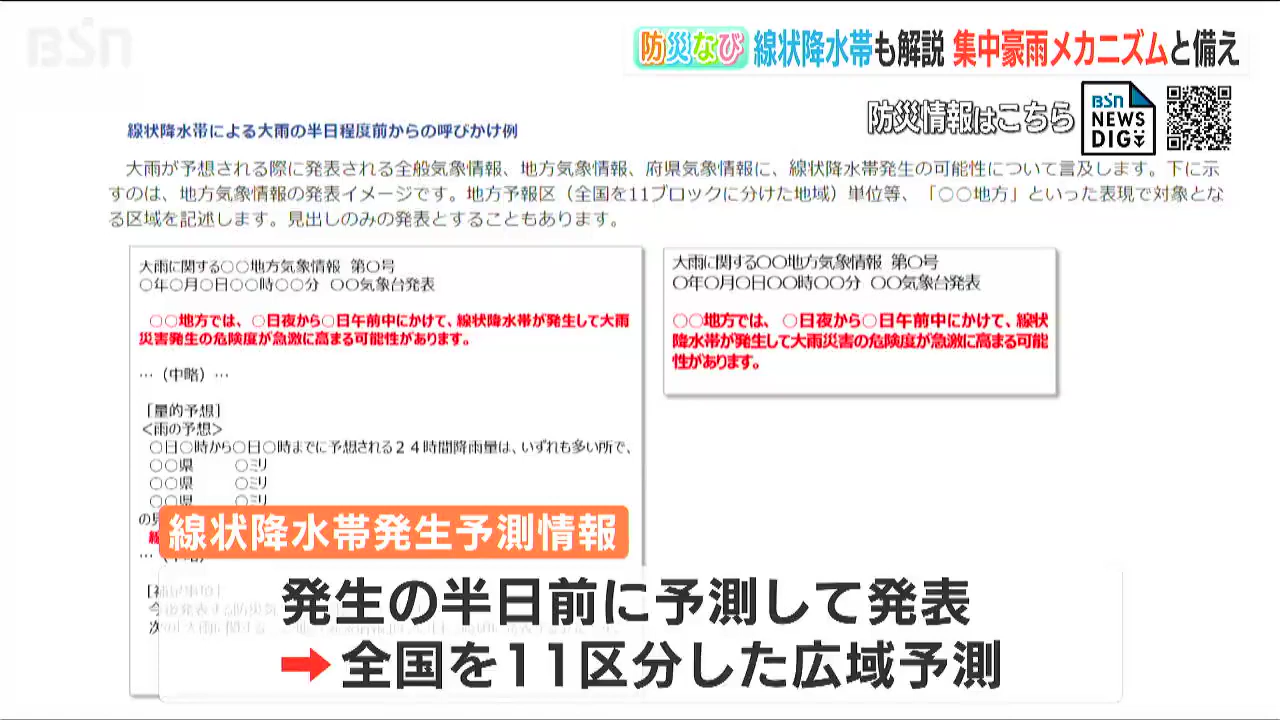 BSN
防災なび 線状降水帯も解説 集中豪雨メカニズムと備え
防災情報はこちら
BSN
NEWS
DIG
線状降水帯による大雨の半日程度前からの呼びかけ例
大雨が予想される際に発表される全般気象情報、地方気象情報、府県気象情報に、線状降水帯発生の可能性について言及します。下に示
すのは、地方気象情報の発表イメージです。地方予報区（全国を11ブロックに分けた地域）単位等、「○○地方」といった表現で対象とな
る区域を記述します。見出しのみの発表とすることもあります。
大雨に関する○○地方気象情報 第○号
○年○月○日○○時○○分 ○○気象台発表
○○地方では、○日夜から○日午前中にかけて、線状降水帯が発生して大雨
災害発生の危険度が急激に高まる可能性があります。
…（中略）…
［量的予想］
＜雨の予想＞
○日○時から○日○時までに予想される２４時間降雨量は、いずれも多い所で、
○○県 ○ミリ
○○県 ○ミリ
○○県 ○ミリ
大雨に関する○○地方気象情報 第○号
○年○月○日○○時○○分 ○○気象台発表
○○地方では、○日夜から○日午前中にかけて、線状
降水帯が発生して大雨災害の危険度が急激に高まる可能
性があります。
線状降水帯発生予測情報
発生の半日前に予測して発表
➡全国を11区分した広域予測